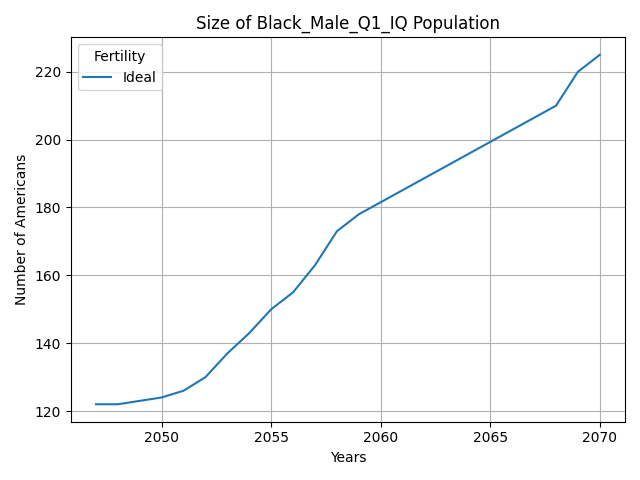 Size of Black_Male_Q1_IQ Population
Fertility
Ideal
220
200
180
160
140
120
Number of Americans
2050 2055 2060 2065 2070
Years